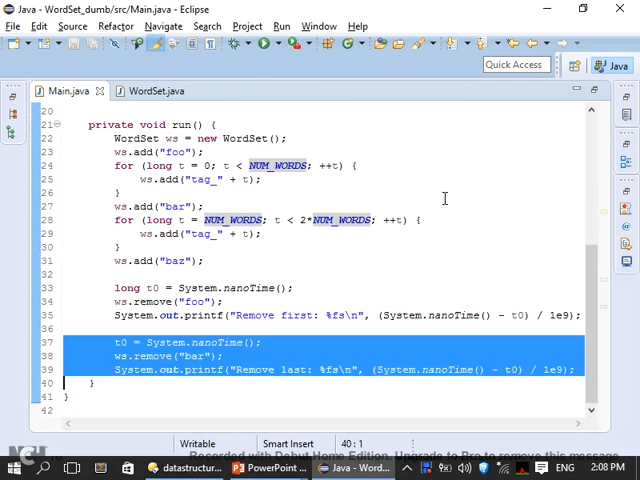 Java - WordSet_dumb/src/Main.java - Eclipse
File Edit Source Refactor Navigate Search Project Run Window Help
Quick Access
Java
Main.java
WordSet.java
20
21 private void run() {
22 WordSet ws = new WordSet();
23 ws.add("foo");
24 for (long t = 0; t < NUM_WORDS; ++t) {
25 ws.add("tag_" + t);
26 }
27 ws.add("bar");
28 for (long t = NUM_WORDS; t < 2*NUM_WORDS; ++t) {
29 ws.add("tag_" + t);
30 }
31 ws.add("baz");
32
33 long t0 = System.nanoTime();
34 ws.remove("foo");
35 System.out.printf("Remove first: %fs\n", (System.nanoTime() - t0) / 1e9);
36
37 t0 = System.nanoTime();
38 ws.remove("bar");
39 System.out.printf("Remove last: %fs\n", (System.nanoTime() - t0) / 1e9);
40 }
41 }
42
Writable Smart Insert 40 : 1
NCH
Recorded with Debut Home Edition. Upgrade to Pro to remove this message
datastructur... PowerPoint ... Java - Word... ENG 2:08 PM